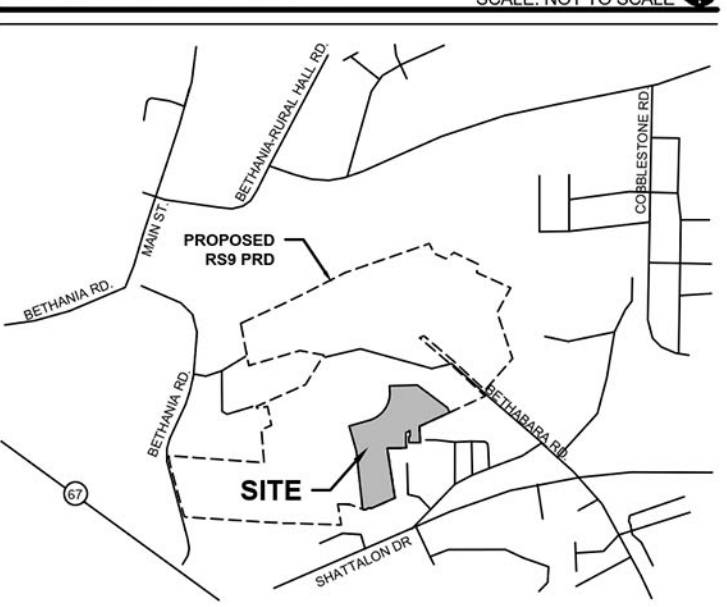 SCALE: NOT TO SCALE
BETHANIA-RURAL HALL RD.
COBBLESTONE RD.
MAIN ST.
PROPOSED
RS9 PRD
BETHANIA RD.
BETHANIA RD.
BETHABARA RD.
SITE
67
SHATTALON DR